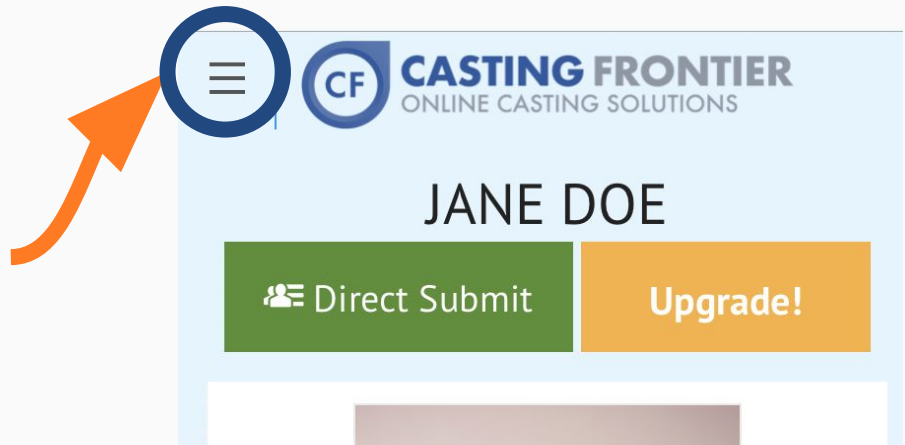 CF
CASTING FRONTIER
ONLINE CASTING SOLUTIONS
JANE DOE
Direct Submit
Upgrade!